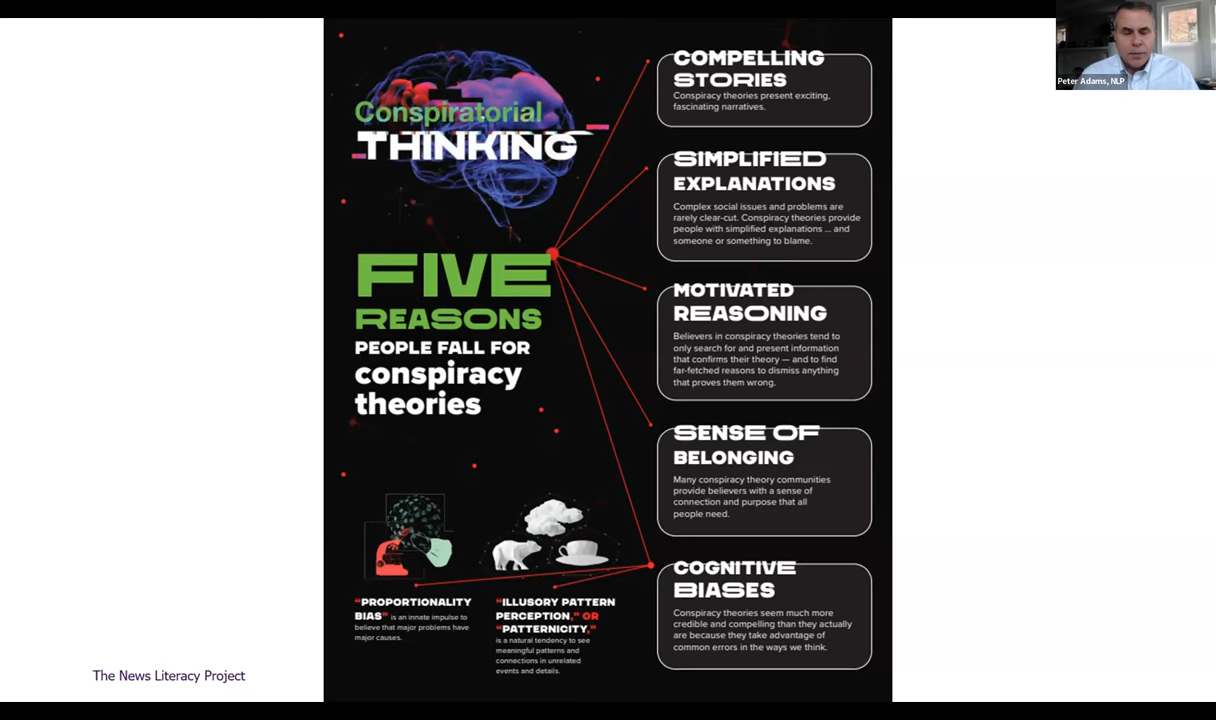 Peter Adams, NLP
Conspiratorial
THINKING
FIVE
REASONS
PEOPLE FALL FOR
conspiracy
theories
COMPELLING
STORIES
Conspiracy theories present exciting,
fascinating narratives.
SIMPLIFIED
EXPLANATIONS
Complex social issues and problems are
rarely clear-cut. Conspiracy theories provide
people with simplified explanations ... and
someone or something to blame.
MOTIVATED
REASONING
Believers in conspiracy theories tend to
only search for and present information
that confirms their theory — and to find
far-fetched reasons to dismiss anything
that proves them wrong.
SENSE OF
BELONGING
Many conspiracy theory communities
provide believers with a sense of
connection and purpose that all
people need.
COGNITIVE
BIASES
Conspiracy theories seem much more
credible and compelling than they actually
are because they take advantage of
common errors in the ways we think.
“PROPORTIONALITY
BIAS” is an innate impulse to
believe that major problems have
major causes.
“ILLUSORY PATTERN
PERCEPTION,” OR
“PATTERNICITY,”
is a natural tendency to see
meaningful patterns and
connections in unrelated
events and details.
The News Literacy Project